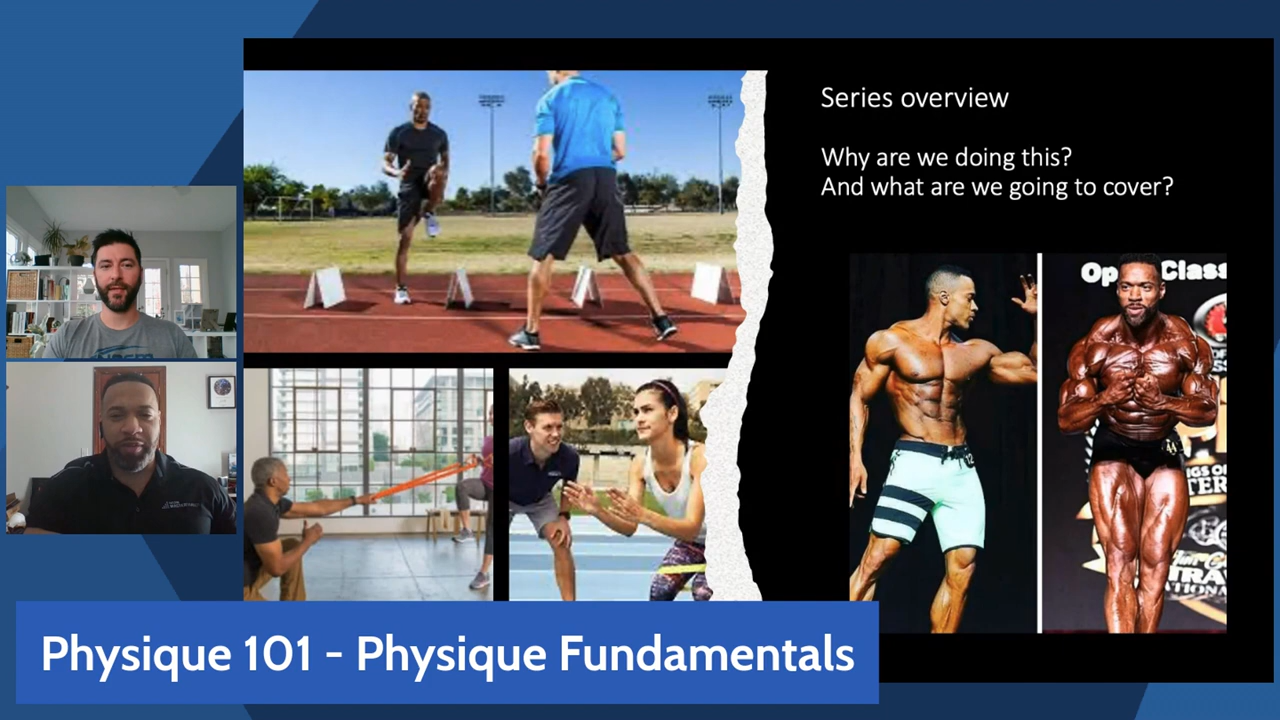 Series overview
Why are we doing this?
And what are we going to cover?
Physique 101 - Physique Fundamentals